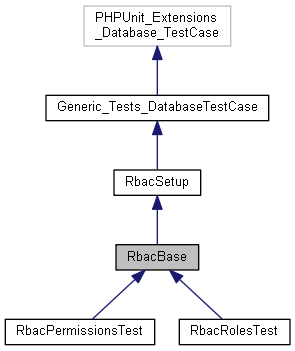 PHPUnit_Extensions
_Database_TestCase
Generic_Tests_DatabaseTestCase
RbacSetup
RbacBase
RbacPermissionsTest
RbacRolesTest